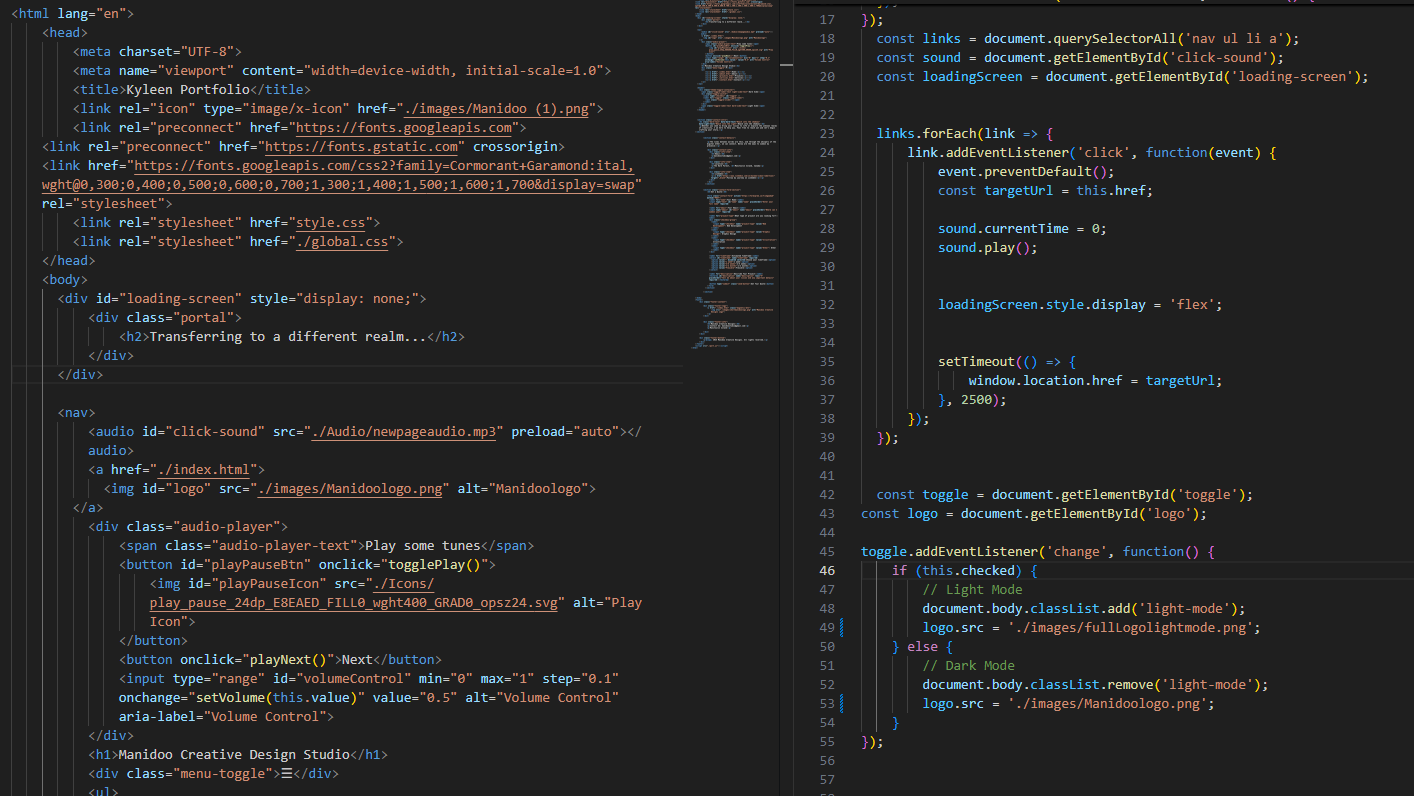 <html lang="en">
<head>
<meta charset="UTF-8">
<meta name="viewport" content="width=device-width, initial-scale=1.0">
<title>Kyleen Portfolio</title>
<link rel="icon" type="image/x-icon" href="./images/Manidoo (1).png">
<link rel="preconnect" href="https://fonts.googleapis.com">
<link rel="preconnect" href="https://fonts.gstatic.com" crossorigin>
<link href="https://fonts.googleapis.com/css2?family=Cormorant+Garamond:ital,
wght@0,300;0,400;0,500;0,600;0,700;1,300;1,400;1,500;1,600;1,700&display=swap"
rel="stylesheet">
<link rel="stylesheet" href="style.css">
<link rel="stylesheet" href="./global.css">
</head>
<body>
<div id="loading-screen" style="display: none;">
<div class="portal">
<h2>Transferring to a different realm...</h2>
</div>
</div>
<nav>
<audio id="click-sound" src="./Audio/newpageaudio.mp3" preload="auto"></
audio>
<a href="./index.html">
<img id="logo" src="./images/Manidoologo.png" alt="Manidoologo">
</a>
<div class="audio-player">
<span class="audio-player-text">Play some tunes</span>
<button id="playPauseBtn" onclick="togglePlay()">
<img id="playPauseIcon" src="./Icons/
play_pause_24dp_E8EAED_FILL0_wght400_GRAD0_opsz24.svg" alt="Play
Icon">
</button>
<button onclick="playNext()">Next</button>
<input type="range" id="volumeControl" min="0" max="1" step="0.1"
onchange="setVolume(this.value)" value="0.5" alt="Volume Control"
aria-label="Volume Control">
</div>
<h1>Manidoo Creative Design Studio</h1>
<div class="menu-toggle">☰</div>
<ul>
17 });
18 const links = document.querySelectorAll('nav ul li a');
19 const sound = document.getElementById('click-sound');
20 const loadingScreen = document.getElementById('loading-screen');
21
22
23 links.forEach(link => {
24 link.addEventListener('click', function(event) {
25 event.preventDefault();
26 const targetUrl = this.href;
27
28 sound.currentTime = 0;
29 sound.play();
30
31
32 loadingScreen.style.display = 'flex';
33
34
35 setTimeout(() => {
36 window.location.href = targetUrl;
37 }, 2500);
38 });
39 });
40
41
42 const toggle = document.getElementById('toggle');
43 const logo = document.getElementById('logo');
44
45 toggle.addEventListener('change', function() {
46 if (this.checked) {
47 // Light Mode
48 document.body.classList.add('light-mode');
49 logo.src = './images/fullLogolightmode.png';
50 } else {
51 // Dark Mode
52 document.body.classList.remove('light-mode');
53 logo.src = './images/Manidoologo.png';
54 }
55 });
56
57